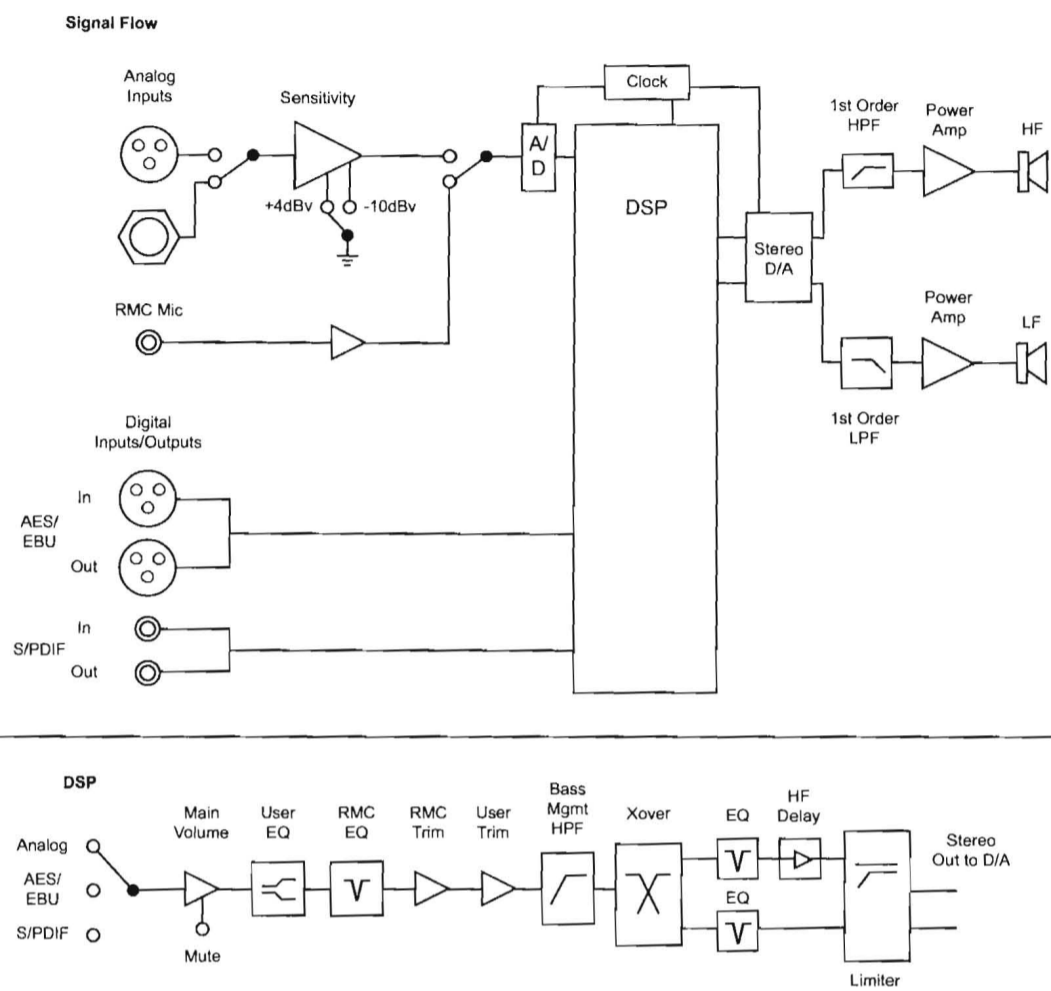 Signal Flow
Analog
Inputs
Sensitivity
+4dBv
-10dBv
RMC Mic
A/
D
Clock
DSP
Stereo
D/A
1st Order
HPF
Power
Amp
HF
Power
Amp
LF
1st Order
LPF
Digital
Inputs/Outputs
In
AES/
EBU
Out
In
S/PDIF
Out
DSP
Analog
AES/
EBU
S/PDIF
Main
Volume
Mute
User
EQ
RMC
EQ
RMC
Trim
User
Trim
Bass
Mgmt
HPF
Xover
EQ
EQ
HF
Delay
Limiter
Stereo
Out to D/A